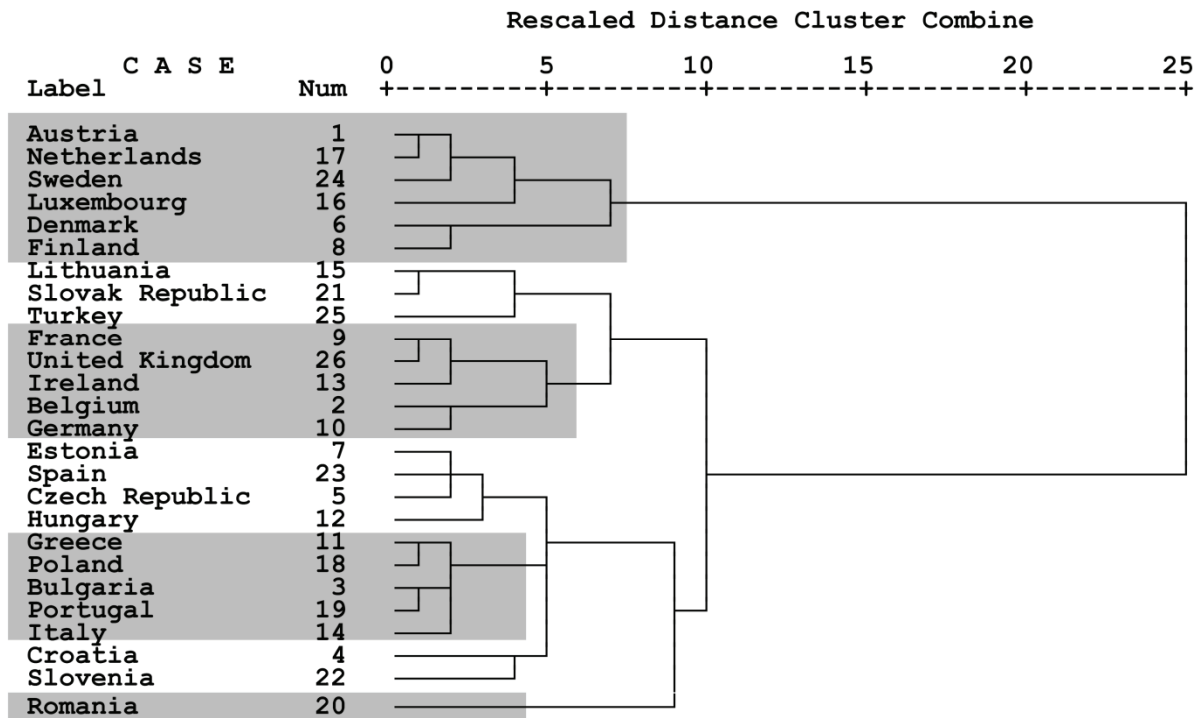 Rescaled Distance Cluster Combine
C A S E 0 5 10 15 20 25
Label Num +---------+---------+---------+---------+---------+
Austria 1
Netherlands 17
Sweden 24
Luxembourg 16
Denmark 6
Finland 8
Lithuania 15
Slovak Republic 21
Turkey 25
France 9
United Kingdom 26
Ireland 13
Belgium 2
Germany 10
Estonia 7
Spain 23
Czech Republic 5
Hungary 12
Greece 11
Poland 18
Bulgaria 3
Portugal 19
Italy 14
Croatia 4
Slovenia 22
Romania 20